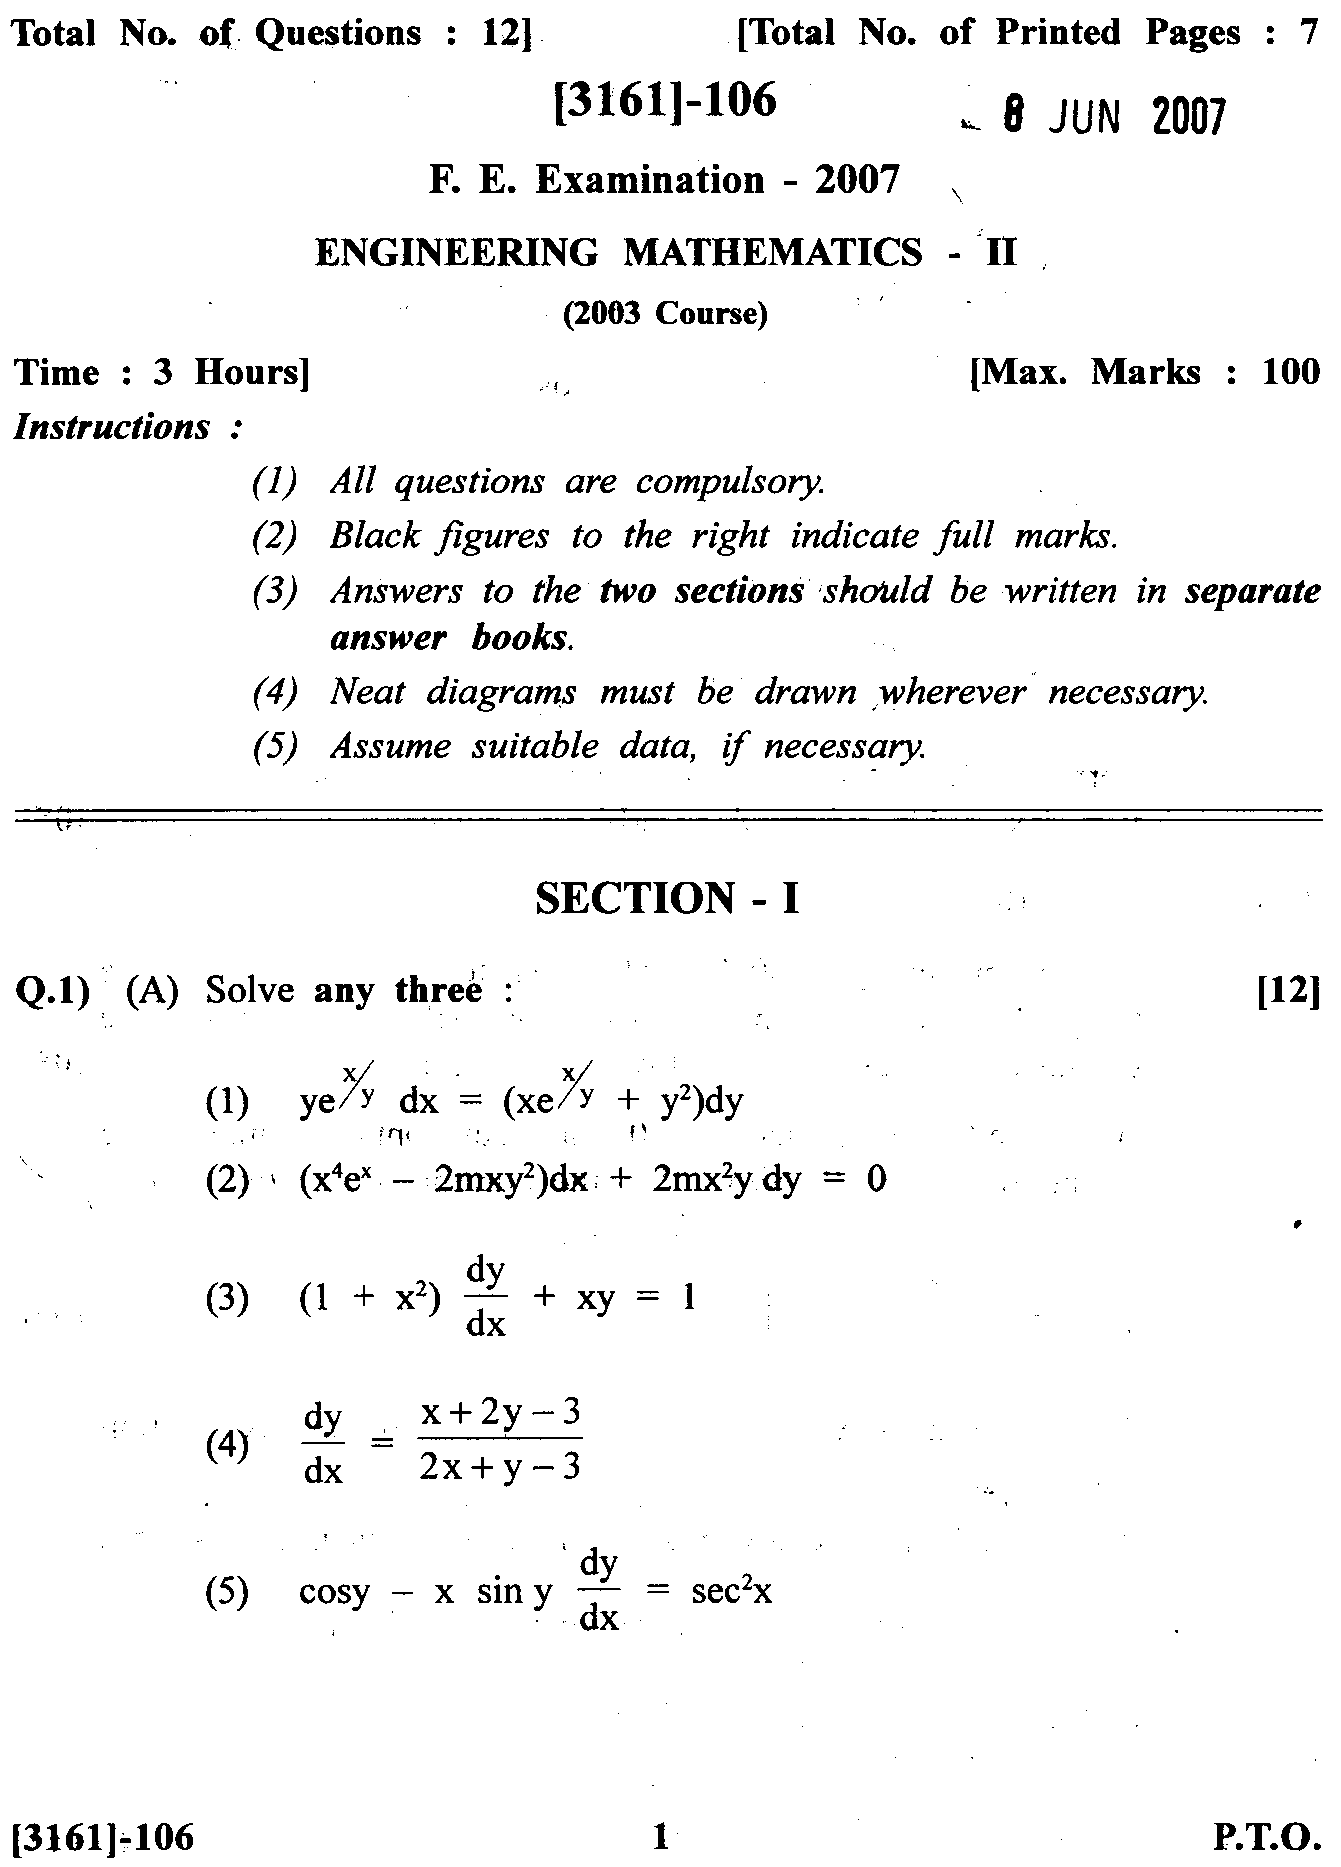 Total No. of Questions : 12] [Total No. of Printed Pages : 7
[3161]-106
8 JUN 2007
F. E. Examination - 2007
ENGINEERING MATHEMATICS - II
(2003 Course)
Time : 3 Hours] [Max. Marks : 100
Instructions :
(1) All questions are compulsory.
(2) Black figures to the right indicate full marks.
(3) Answers to the two sections should be written in separate
answer books.
(4) Neat diagrams must be drawn wherever necessary.
(5) Assume suitable data, if necessary.
SECTION - I
Q.1) (A) Solve any three : [12]
(1) ye^{x/y} dx = (xe^{x/y} + y²)dy
(2) (x⁴eˣ – 2mxy²)dx + 2mx²y dy = 0
(3) (1 + x²) dy/dx + xy = 1
(4) dy/dx = x+2y–3/2x+y–3
(5) cosy – x sin y dy/dx = sec²x
[3161]-106 1 P.T.O.